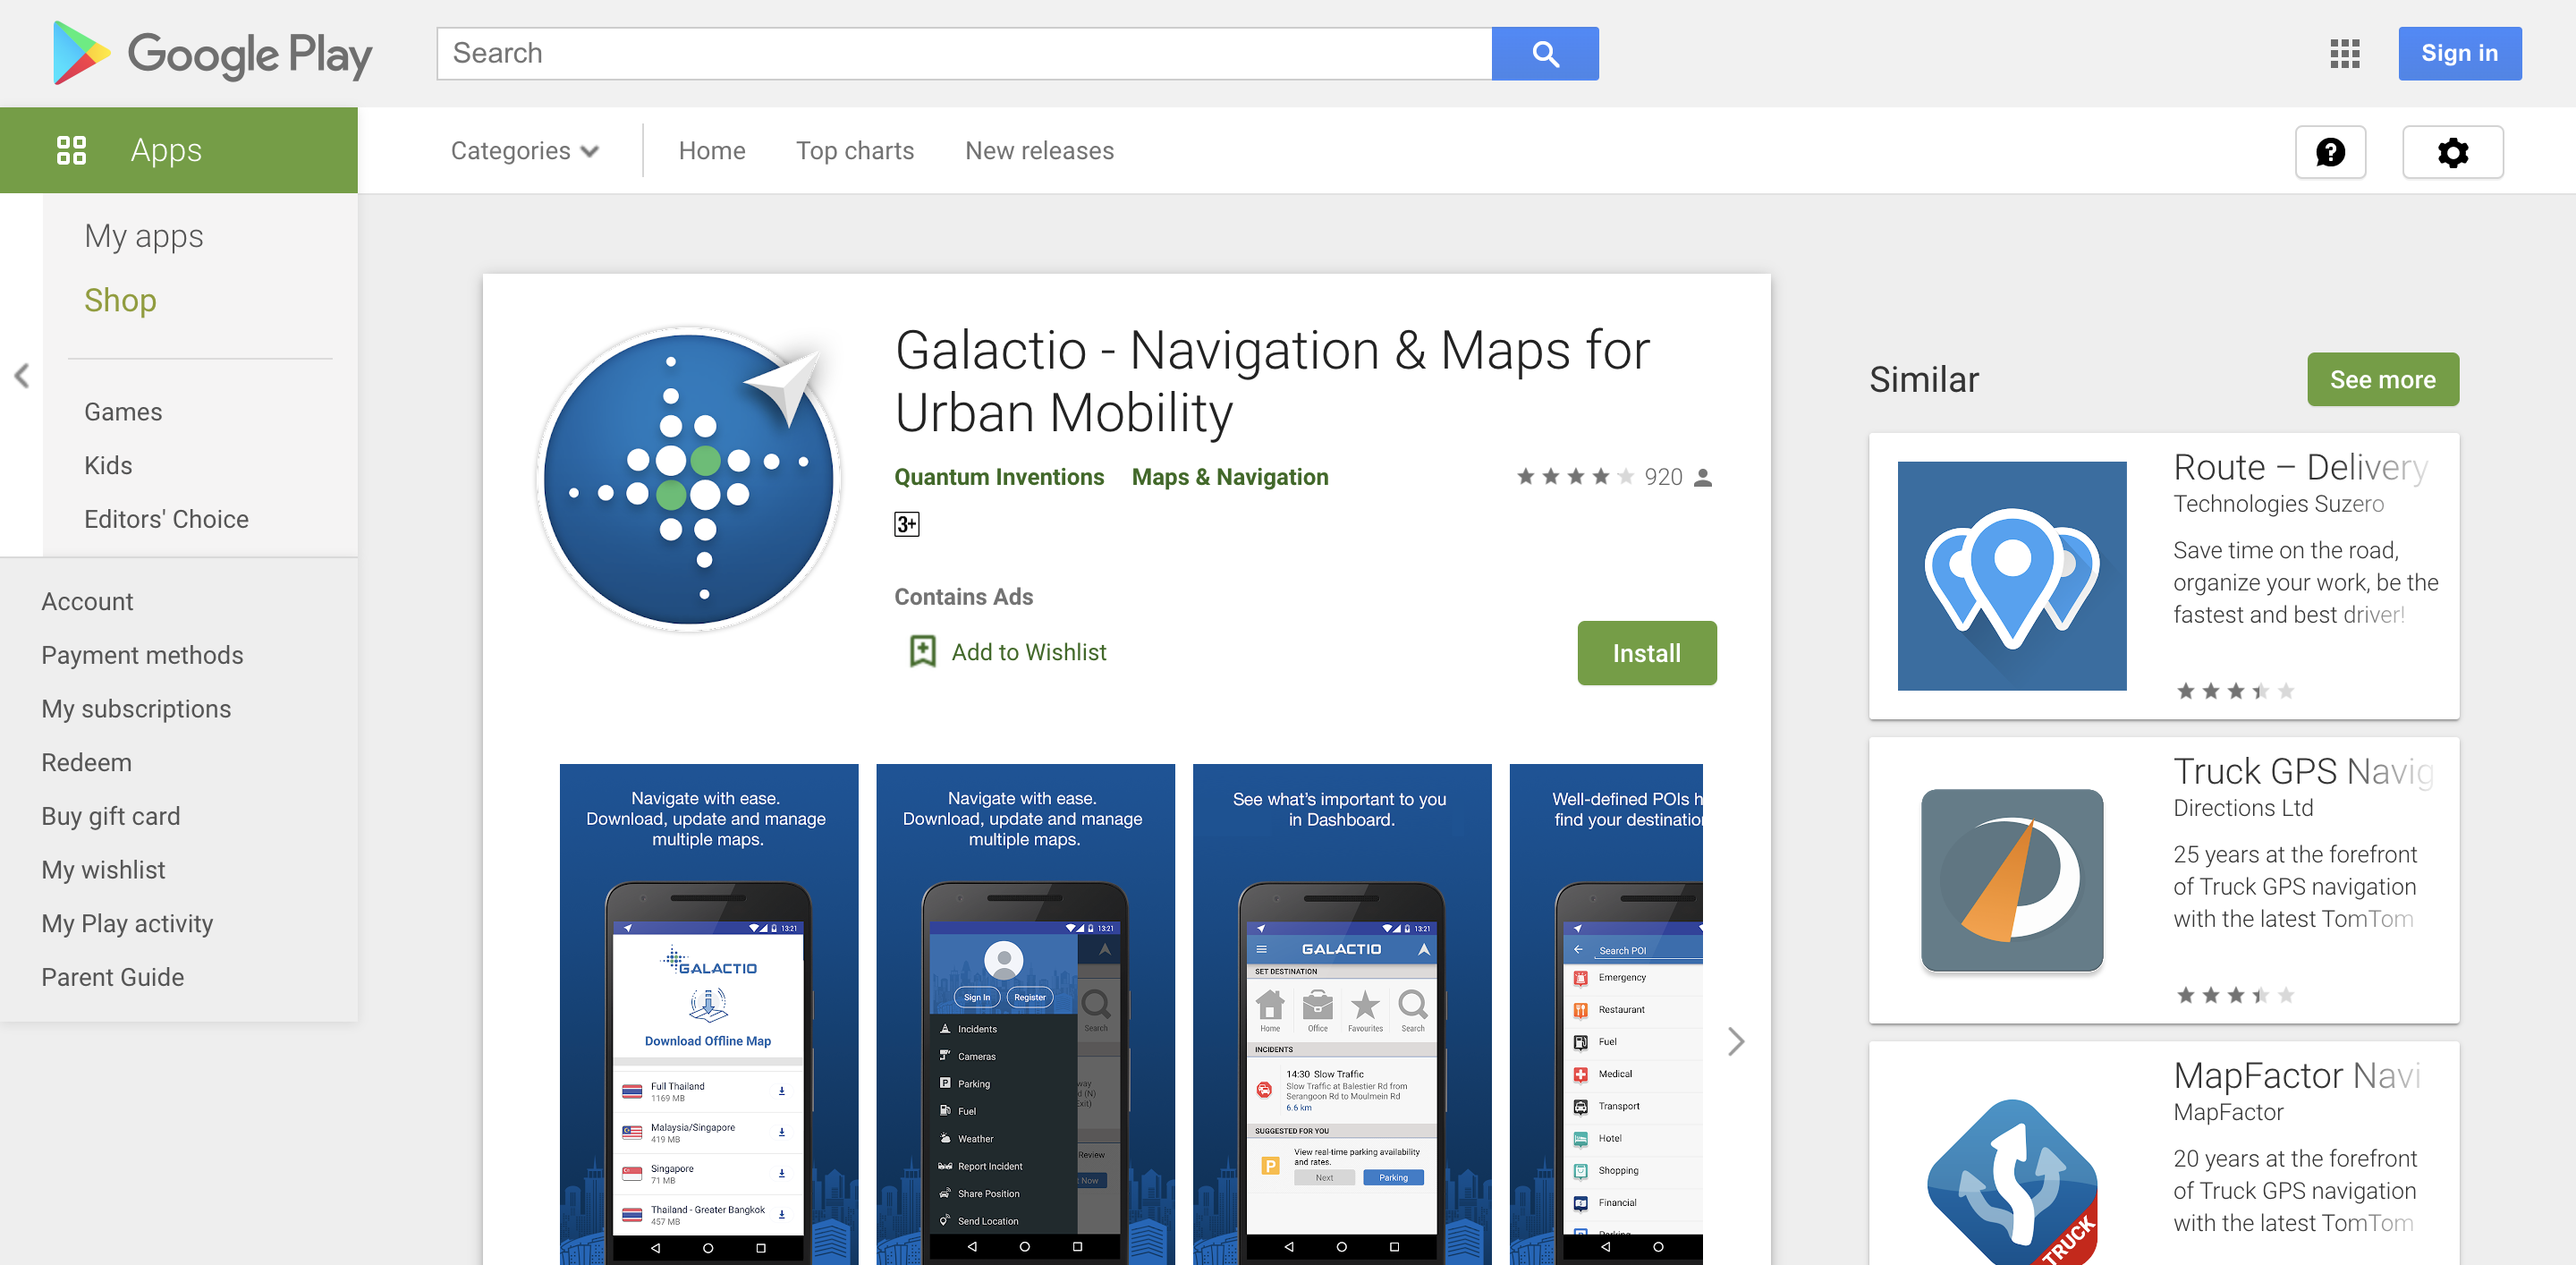 Google Play
Search
Sign in
Apps
Categories
Home
Top charts
New releases
My apps
Shop
Games
Kids
Editors' Choice
Account
Payment methods
My subscriptions
Redeem
Buy gift card
My wishlist
My Play activity
Parent Guide
Galactio - Navigation & Maps for
Urban Mobility
Quantum Inventions
Maps & Navigation
920
3+
Contains Ads
Add to Wishlist
Install
Navigate with ease.
Download, update and manage
multiple maps.
13:21
GALACTIO
Download Offline Map
Full Thailand
1169 MB
Malaysia/Singapore
419 MB
Singapore
71 MB
Thailand - Greater Bangkok
457 MB
Navigate with ease.
Download, update and manage
multiple maps.
13:21
Sign In
Register
Search
Incidents
Cameras
Parking
Fuel
Weather
Report Incident
Share Position
Send Location
way
d (N)
Exit)
Review
t Now
See what's important to you
in Dashboard.
13:21
GALACTIO
SET DESTINATION
Home
Office
Favourites
Search
INCIDENTS
14:30 Slow Traffic
Slow Traffic at Balestier Rd from
Serangoon Rd to Moulmein Rd
6.6 km
SUGGESTED FOR YOU
P
View real-time parking availability
and rates.
Next
Parking
Well-defined POIs h
find your destinatio
Search POI
Emergency
Restaurant
Fuel
Medical
Transport
Hotel
Shopping
Financial
Similar
See more
Route – Delivery
Technologies Suzero
Save time on the road,
organize your work, be the
fastest and best driver!
Truck GPS Navig
Directions Ltd
25 years at the forefront
of Truck GPS navigation
with the latest TomTom
MapFactor Navi
MapFactor
20 years at the forefront
of Truck GPS navigation
with the latest TomTom
TRUCK